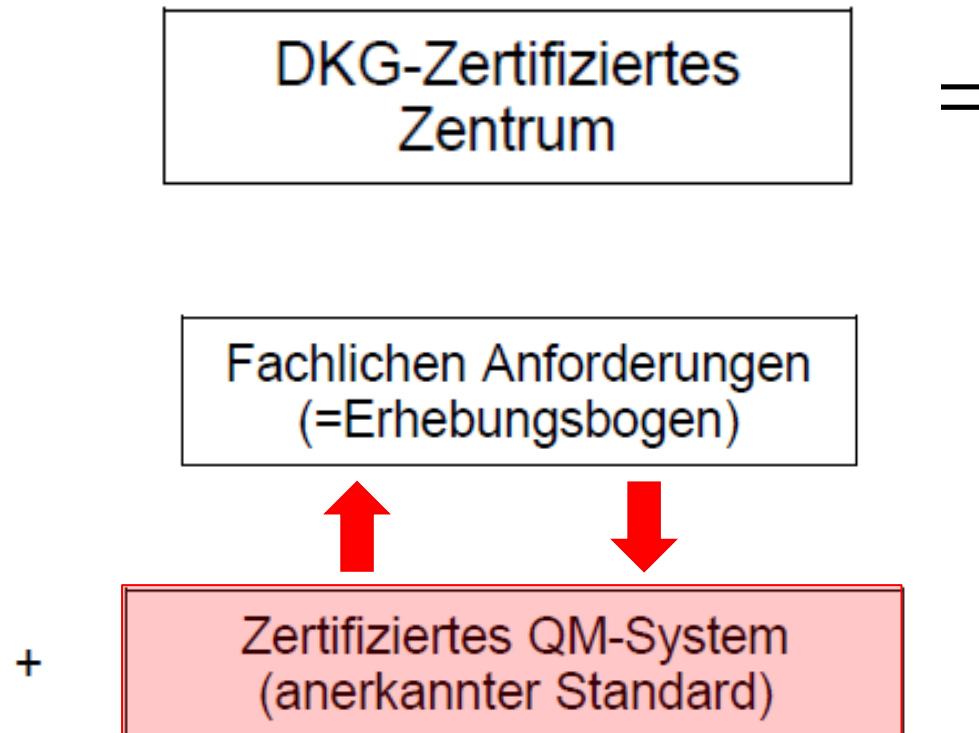 DKG-Zertifiziertes =
Zentrum
Fachlichen Anforderungen
(=Erhebungsbogen)
+ Zertifiziertes QM-System
(anerkannter Standard)